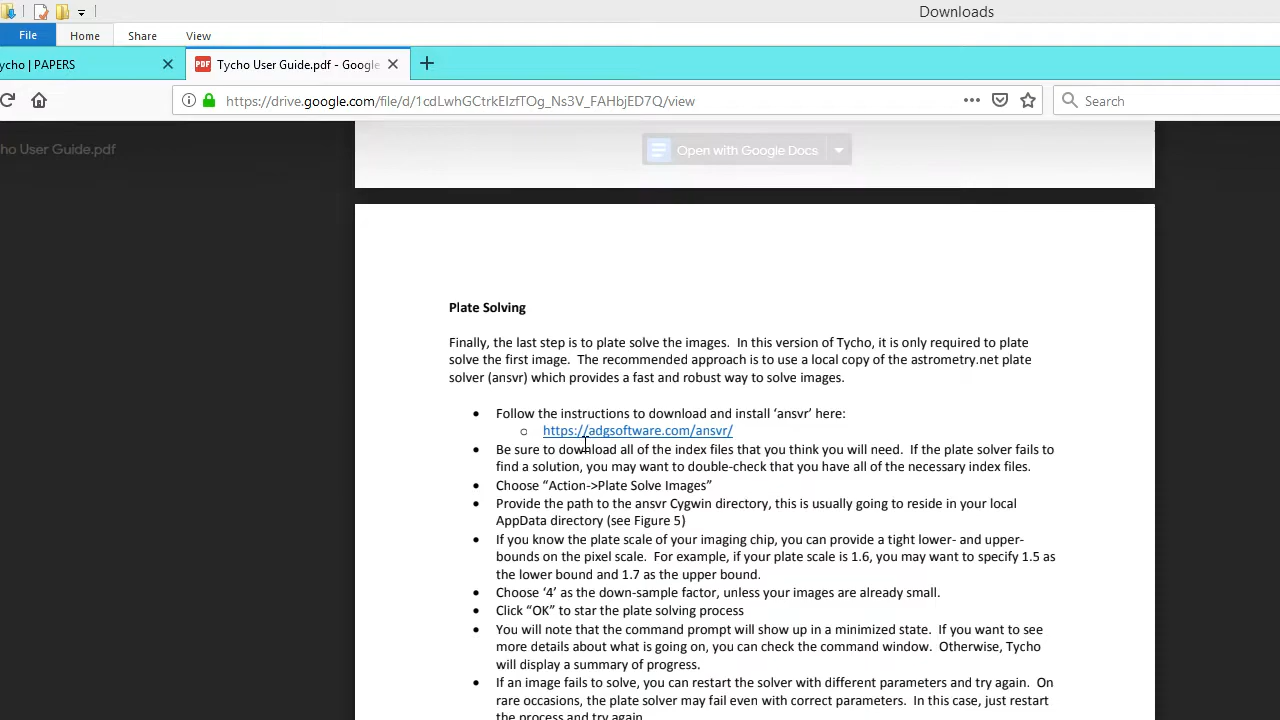 Downloads
File Home Share View
ycho | PAPERS
PDF Tycho User Guide.pdf - Google
https://drive.google.com/file/d/1cdLwhGCtrkEIzfTOg_Ns3V_FAHbjED7Q/view
Search
ho User Guide.pdf
Open with Google Docs
Plate Solving
Finally, the last step is to plate solve the images. In this version of Tycho, it is only required to plate
solve the first image. The recommended approach is to use a local copy of the astrometry.net plate
solver (ansvr) which provides a fast and robust way to solve images.
• Follow the instructions to download and install ‘ansvr’ here:
o https://adgsoftware.com/ansvr/
• Be sure to download all of the index files that you think you will need. If the plate solver fails to
find a solution, you may want to double-check that you have all of the necessary index files.
• Choose “Action->Plate Solve Images”
• Provide the path to the ansvr Cygwin directory, this is usually going to reside in your local
AppData directory (see Figure 5)
• If you know the plate scale of your imaging chip, you can provide a tight lower- and upper-
bounds on the pixel scale. For example, if your plate scale is 1.6, you may want to specify 1.5 as
the lower bound and 1.7 as the upper bound.
• Choose ‘4’ as the down-sample factor, unless your images are already small.
• Click “OK” to star the plate solving process
• You will note that the command prompt will show up in a minimized state. If you want to see
more details about what is going on, you can check the command window. Otherwise, Tycho
will display a summary of progress.
• If an image fails to solve, you can restart the solver with different parameters and try again. On
rare occasions, the plate solver may fail even with correct parameters. In this case, just restart
the process and try again.